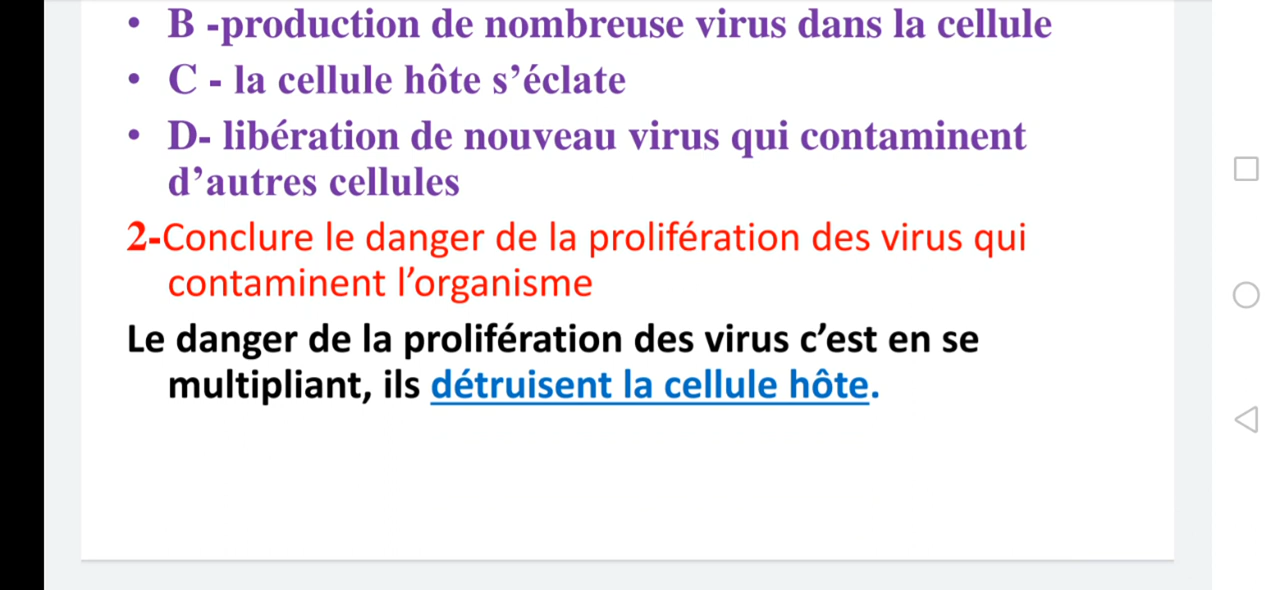 • B -production de nombreuse virus dans la cellule
• C - la cellule hôte s’éclate
• D- libération de nouveau virus qui contaminent
d’autres cellules
2-Conclure le danger de la prolifération des virus qui
contaminent l’organisme
Le danger de la prolifération des virus c’est en se
multipliant, ils détruisent la cellule hôte.